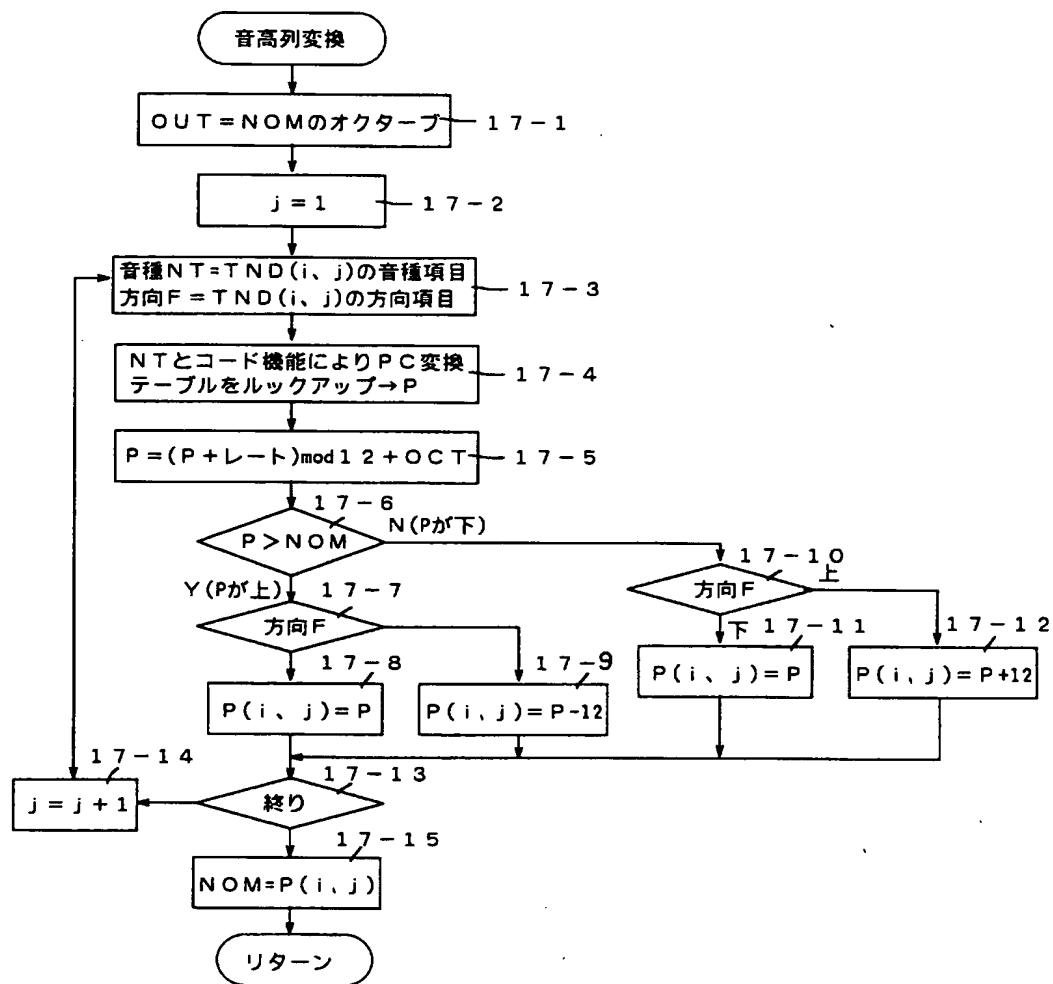 音高列変換
OUT=NOMのオクターブ
17-1
j=1
17-2
音種NT=TND(i、j)の音種項目
方向F=TND(i、j)の方向項目
17-3
NTとコード機能によりPC変換
テーブルをルックアップ→P
17-4
P=(P+レート)mod12+OCT
17-5
17-6
P>NOM
N(Pが下)
Y(Pが上)
17-7
方向F
17-10
方向F
上
下
17-8
P(i、j)=P
17-9
P(i,j)=P-12
17-11
P(i、j)=P
17-12
P(i,j)=P+12
17-13
終り
17-14
j=j+1
17-15
NOM=P(i、j)
リターン